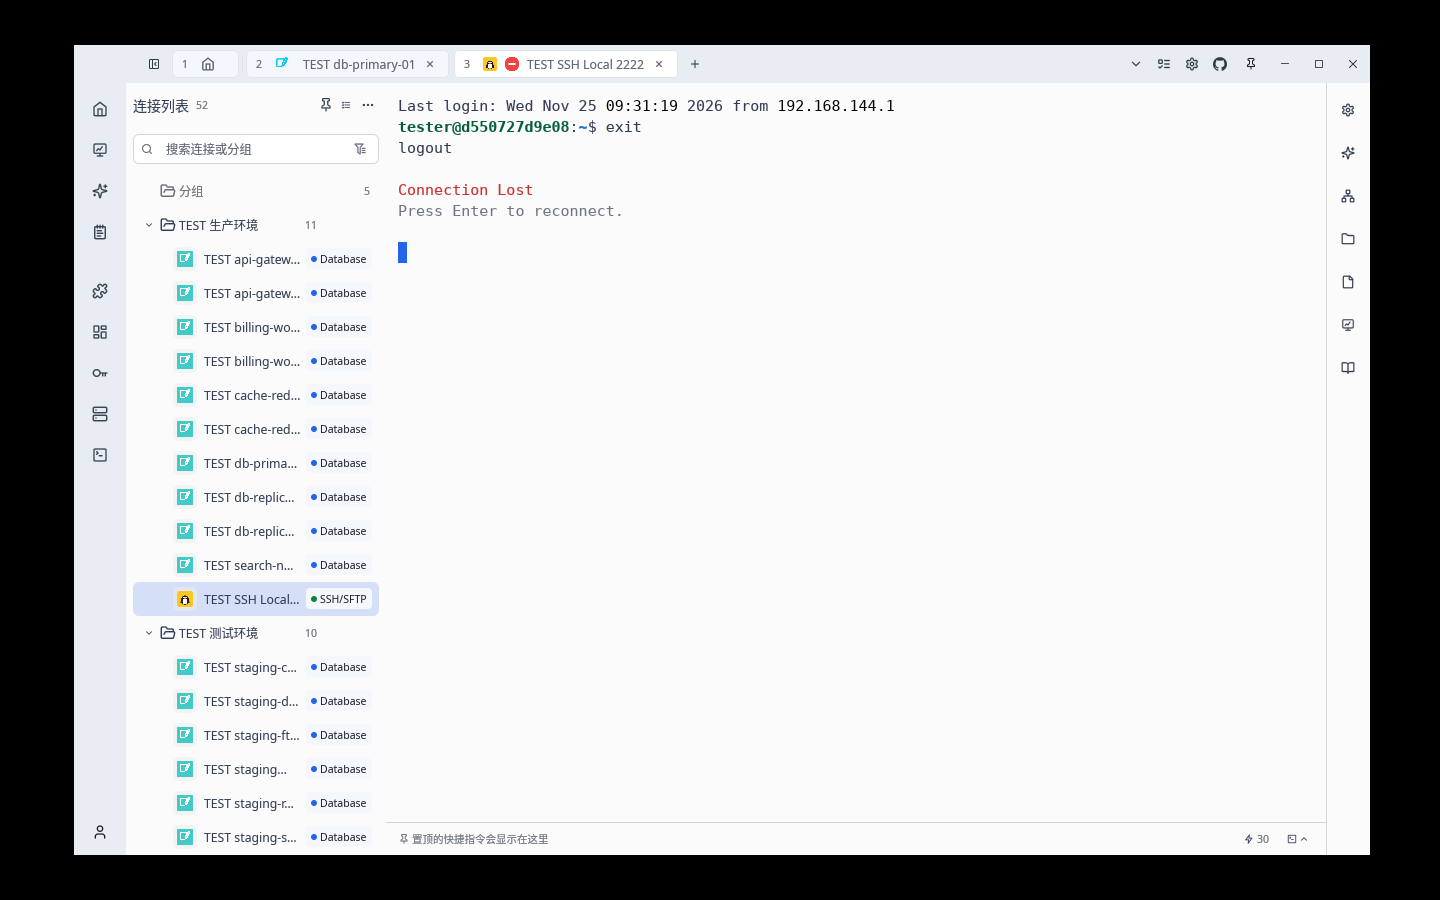 1
2 TEST db-primary-01
3 TEST SSH Local 2222
连接列表 52
搜索连接或分组
分组 5
TEST 生产环境 11
TEST api-gatew... Database
TEST api-gatew... Database
TEST billing-wo... Database
TEST billing-wo... Database
TEST cache-red... Database
TEST cache-red... Database
TEST db-prima... Database
TEST db-replic... Database
TEST db-replic... Database
TEST search-n... Database
TEST SSH Local... SSH/SFTP
TEST 测试环境 10
TEST staging-c... Database
TEST staging-d... Database
TEST staging-ft... Database
TEST staging... Database
TEST staging-r... Database
TEST staging-s... Database
Last login: Wed Nov 25 09:31:19 2026 from 192.168.144.1
tester@d550727d9e08:~$ exit
logout
Connection Lost
Press Enter to reconnect.
置顶的快捷指令会显示在这里
30